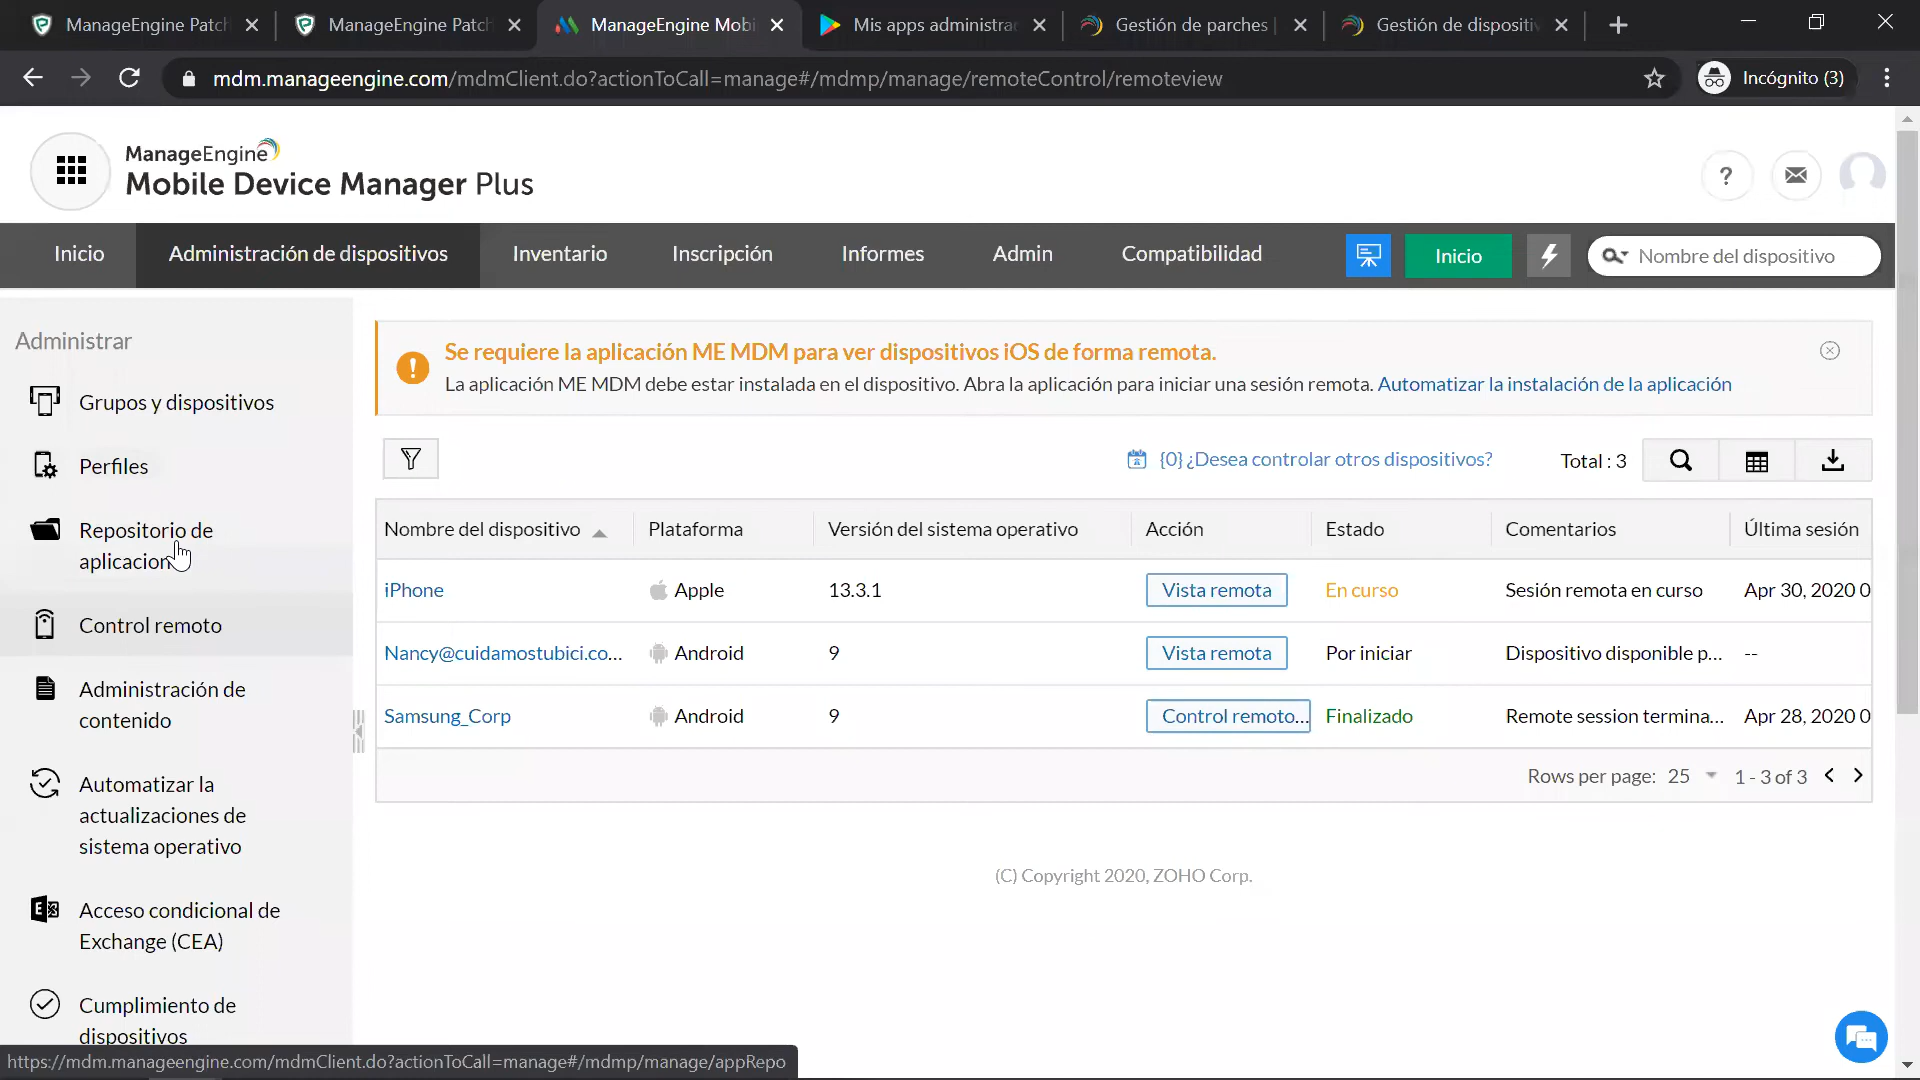 ManageEngine Patch
ManageEngine Patch
ManageEngine Mobi
Mis apps administra
Gestión de parches |
Gestión de dispositiv
mdm.manageengine.com/mdmClient.do?actionToCall=manage#/mdmp/manage/remoteControl/remoteview
Incógnito (3)
ManageEngine
Mobile Device Manager Plus
?
Inicio
Administración de dispositivos
Inventario
Inscripción
Informes
Admin
Compatibilidad
Inicio
Nombre del dispositivo
Administrar
Grupos y dispositivos
Perfiles
Repositorio de
aplicacion
Control remoto
Administración de
contenido
Automatizar la
actualizaciones de
sistema operativo
Acceso condicional de
Exchange (CEA)
Cumplimiento de
dispositivos
Se requiere la aplicación ME MDM para ver dispositivos iOS de forma remota.
La aplicación ME MDM debe estar instalada en el dispositivo. Abra la aplicación para iniciar una sesión remota. Automatizar la instalación de la aplicación
{0} ¿Desea controlar otros dispositivos?
Total : 3
Nombre del dispositivo Plataforma Versión del sistema operativo Acción Estado Comentarios Última sesión
iPhone Apple 13.3.1 Vista remota En curso Sesión remota en curso Apr 30, 2020 0
Nancy@cuidamostubici.co... Android 9 Vista remota Por iniciar Dispositivo disponible p... --
Samsung_Corp Android 9 Control remoto... Finalizado Remote session termina... Apr 28, 2020 0
Rows per page: 25 1 - 3 of 3
(C) Copyright 2020, ZOHO Corp.
https://mdm.manageengine.com/mdmClient.do?actionToCall=manage#/mdmp/manage/appRepo